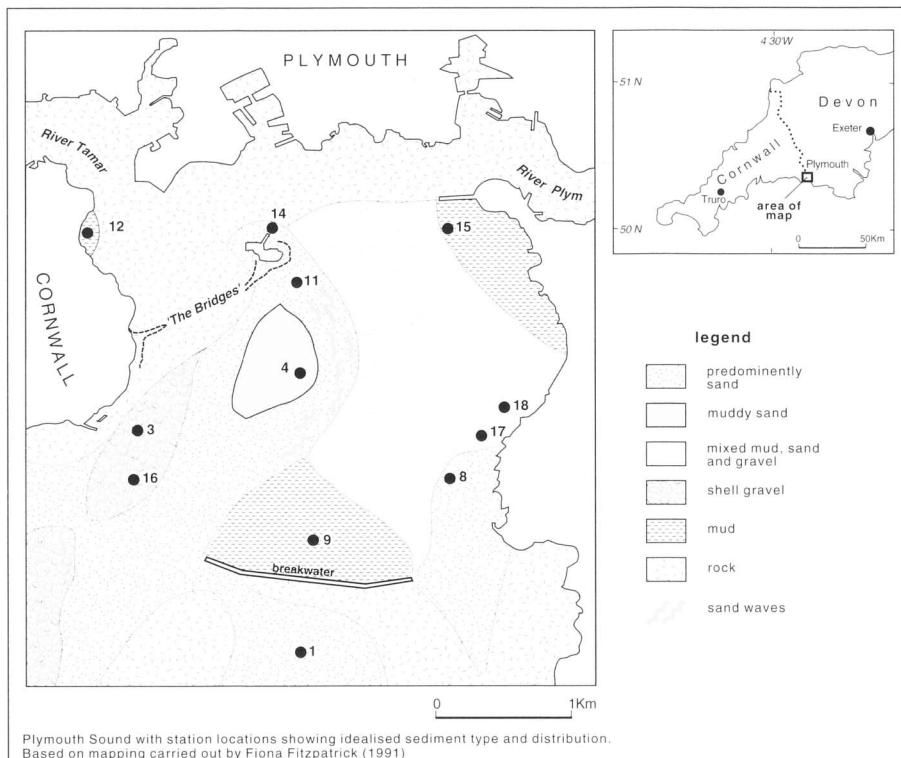 PLYMOUTH
River Tamar
River Plym
12
14
15
11
CORNWALL
'The Bridges'
4
18
3
17
16
8
9
breakwater
1
0 1Km
4 30'W
51 N
Devon
Exeter
Cornwall
Plymouth
Truro
area of
map
50 N
0 50Km
legend
predominently
sand
muddy sand
mixed mud, sand
and gravel
shell gravel
mud
rock
sand waves
Plymouth Sound with station locations showing idealised sediment type and distribution.
Based on mapping carried out by Fiona Fitzpatrick (1991)